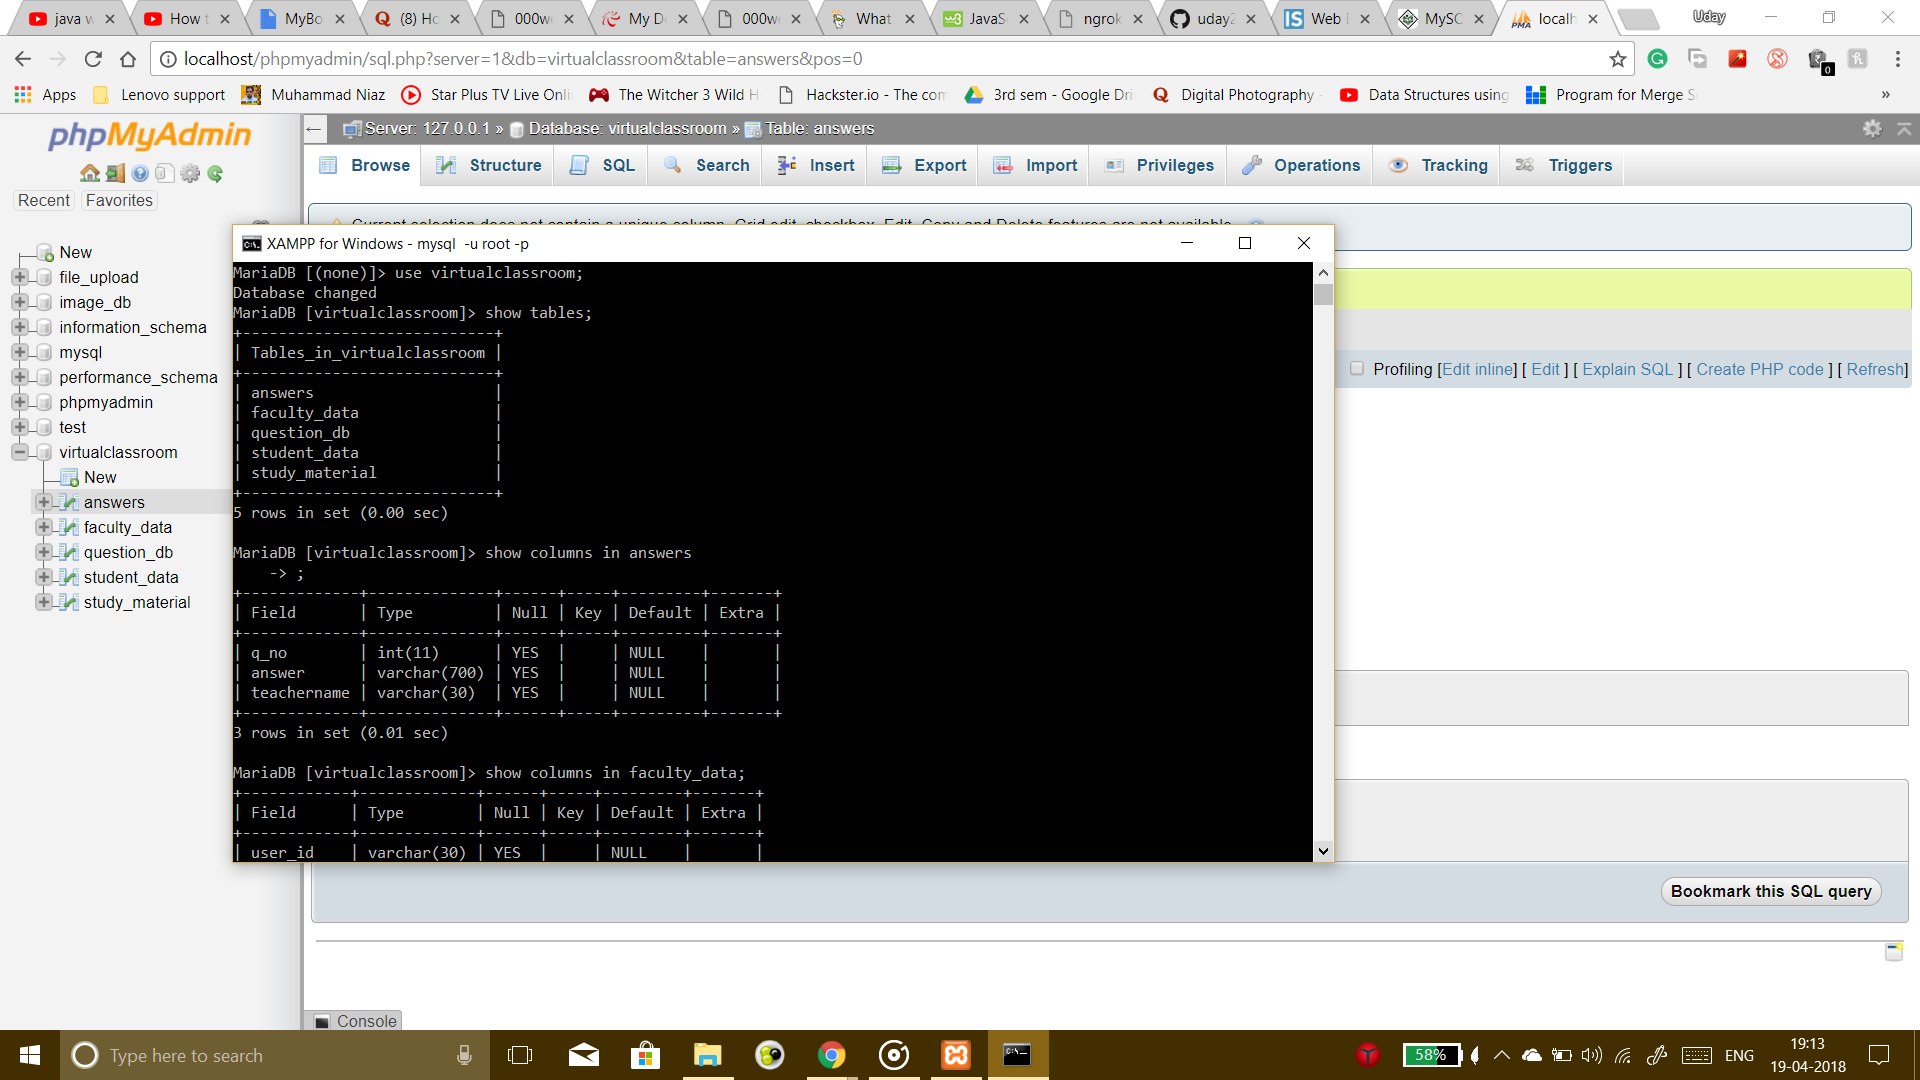 java w
How t
MyBo
(8) Ho
000we
My D
000we
What
JavaSc
ngrok
uday2
Web
MySC
localh
Uday
localhost/phpmyadmin/sql.php?server=1&db=virtualclassroom&table=answers&pos=0
Apps
Lenovo support
Muhammad Niaz
Star Plus TV Live Onli
The Witcher 3 Wild H
Hackster.io - The com
3rd sem - Google Dri
Digital Photography
Data Structures using
Program for Merge S
»
phpMyAdmin
Recent
Favorites
New
file_upload
image_db
information_schema
mysql
performance_schema
phpmyadmin
test
virtualclassroom
New
answers
faculty_data
question_db
student_data
study_material
Server: 127.0.0.1 » Database: virtualclassroom » Table: answers
Browse
Structure
SQL
Search
Insert
Export
Import
Privileges
Operations
Tracking
Triggers
Current selection does not contain a unique column. Grid edit, checkbox, Edit, Copy and Delete features are not available.
Profiling [Edit inline] [ Edit ] [ Explain SQL ] [ Create PHP code ] [ Refresh]
XAMPP for Windows - mysql  -u root -p
MariaDB [(none)]> use virtualclassroom;
Database changed
MariaDB [virtualclassroom]> show tables;
+----------------------------+
| Tables_in_virtualclassroom |
+----------------------------+
| answers                    |
| faculty_data               |
| question_db                |
| student_data               |
| study_material             |
+----------------------------+
5 rows in set (0.00 sec)
MariaDB [virtualclassroom]> show columns in answers
    -> ;
+-------------+--------------+------+-----+---------+-------+
| Field       | Type         | Null | Key | Default | Extra |
+-------------+--------------+------+-----+---------+-------+
| q_no        | int(11)      | YES  |     | NULL    |       |
| answer      | varchar(700) | YES  |     | NULL    |       |
| teachername | varchar(30)  | YES  |     | NULL    |       |
+-------------+--------------+------+-----+---------+-------+
3 rows in set (0.01 sec)
MariaDB [virtualclassroom]> show columns in faculty_data;
+------------+-------------+------+-----+---------+-------+
| Field      | Type        | Null | Key | Default | Extra |
+------------+-------------+------+-----+---------+-------+
| user_id    | varchar(30) | YES  |     | NULL    |       |
Bookmark this SQL query
Console
Type here to search
58%
ENG
19:13
19-04-2018